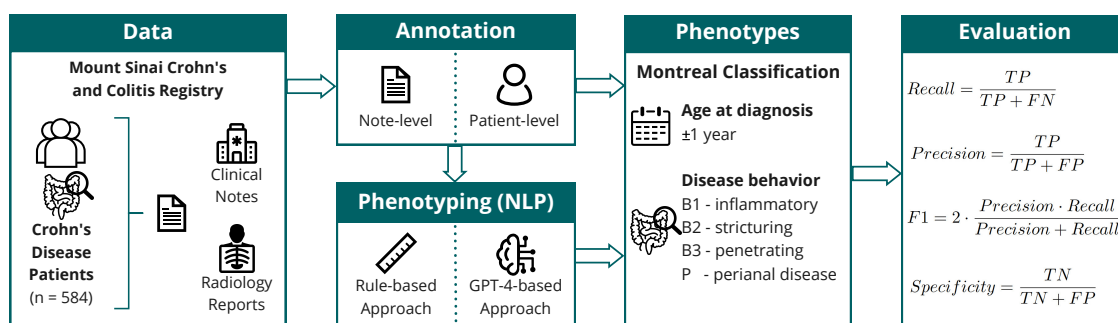 Data
Mount Sinai Crohn's
and Colitis Registry
Crohn's
Disease
Patients
(n = 584)
Clinical
Notes
Radiology
Reports
Annotation
Note-level
Patient-level
Phenotyping (NLP)
Rule-based
Approach
GPT-4-based
Approach
Phenotypes
Montreal Classification
Age at diagnosis
±1 year
Disease behavior
B1 - inflammatory
B2 - stricturing
B3 - penetrating
P - perianal disease
Evaluation
Recall = TP / (TP + FN)
Precision = TP / (TP + FP)
F1 = 2 · (Precision · Recall) / (Precision + Recall)
Specificity = TN / (TN + FP)